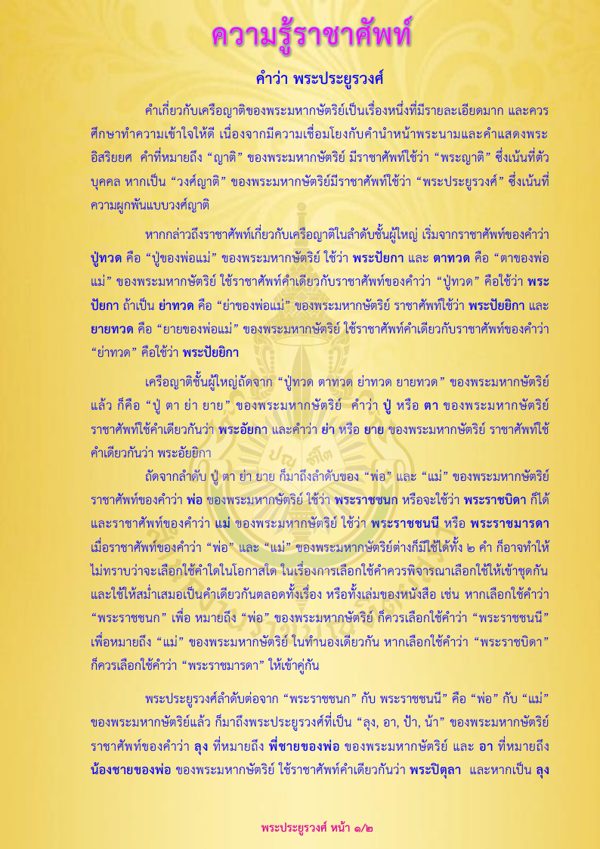 ความรู้ราชาศัพท์
คำว่า พระประยูรวงศ์
คำเกี่ยวกับเครือญาติของพระมหากษัตริย์เป็นเรื่องหนึ่งที่มีรายละเอียดมาก และควร
ศึกษาทำความเข้าใจให้ดี เนื่องจากมีความเชื่อมโยงกับคำนำหน้าพระนามและคำแสดงพระ
อิสริยยศ คำที่หมายถึง “ญาติ” ของพระมหากษัตริย์ มีราชาศัพท์ใช้ว่า “พระญาติ” ซึ่งเน้นที่ตัว
บุคคล หากเป็น “วงศ์ญาติ” ของพระมหากษัตริย์มีราชาศัพท์ใช้ว่า “พระประยูรวงศ์” ซึ่งเน้นที่
ความผูกพันแบบวงศ์ญาติ
หากกล่าวถึงราชาศัพท์เกี่ยวกับเครือญาติในลำดับชั้นผู้ใหญ่ เริ่มจากราชาศัพท์ของคำว่า
ปู่ทวด คือ “ปู่ของพ่อแม่” ของพระมหากษัตริย์ ใช้ว่า พระปัยกา และ ตาทวด คือ “ตาของพ่อ
แม่” ของพระมหากษัตริย์ ใช้ราชาศัพท์คำเดียวกับราชาศัพท์ของคำว่า “ปู่ทวด” คือใช้ว่า พระ
ปัยกา ถ้าเป็น ย่าทวด คือ “ย่าของพ่อแม่” ของพระมหากษัตริย์ ราชาศัพท์ใช้ว่า พระปัยยิกา และ
ยายทวด คือ “ยายของพ่อแม่” ของพระมหากษัตริย์ ใช้ราชาศัพท์คำเดียวกับราชาศัพท์ของคำว่า
“ย่าทวด” คือใช้ว่า พระปัยยิกา
เครือญาติชั้นผู้ใหญ่ถัดจาก “ปู่ทวด ตาทวด ย่าทวด ยายทวด” ของพระมหากษัตริย์
แล้ว ก็คือ “ปู่ ตา ย่า ยาย” ของพระมหากษัตริย์ คำว่า ปู่ หรือ ตา ของพระมหากษัตริย์
ราชาศัพท์ใช้คำเดียวกันว่า พระอัยกา และคำว่า ย่า หรือ ยาย ของพระมหากษัตริย์ ราชาศัพท์ใช้
คำเดียวกันว่า พระอัยยิกา
ถัดจากลำดับ ปู่ ตา ย่า ยาย ก็มาถึงลำดับของ “พ่อ” และ “แม่” ของพระมหากษัตริย์
ราชาศัพท์ของคำว่า พ่อ ของพระมหากษัตริย์ ใช้ว่า พระราชชนก หรือจะใช้ว่า พระราชบิดา ก็ได้
และราชาศัพท์ของคำว่า แม่ ของพระมหากษัตริย์ ใช้ว่า พระราชชนนี หรือ พระราชมารดา
เมื่อราชาศัพท์ของคำว่า “พ่อ” และ “แม่” ของพระมหากษัตริย์ต่างก็มีใช้ได้ทั้ง ๒ คำ ก็อาจทำให้
ไม่ทราบว่าจะเลือกใช้คำใดในโอกาสใด ในเรื่องการเลือกใช้คำควรพิจารณาเลือกใช้ให้เข้าชุดกัน
และใช้ให้สม่ำเสมอเป็นคำเดียวกันตลอดทั้งเรื่อง หรือทั้งเล่มของหนังสือ เช่น หากเลือกใช้คำว่า
“พระราชชนก” เพื่อ หมายถึง “พ่อ” ของพระมหากษัตริย์ ก็ควรเลือกใช้คำว่า “พระราชชนนี”
เพื่อหมายถึง “แม่” ของพระมหากษัตริย์ ในทำนองเดียวกัน หากเลือกใช้คำว่า “พระราชบิดา”
ก็ควรเลือกใช้คำว่า “พระราชมารดา” ให้เข้าคู่กัน
พระประยูรวงศ์ลำดับต่อจาก “พระราชชนก” กับ พระราชชนนี” คือ “พ่อ” กับ “แม่”
ของพระมหากษัตริย์แล้ว ก็มาถึงพระประยูรวงศ์ที่เป็น “ลุง, อา, ป้า, น้า” ของพระมหากษัตริย์
ราชาศัพท์ของคำว่า ลุง ที่หมายถึง พี่ชายของพ่อ ของพระมหากษัตริย์ และ อา ที่หมายถึง
น้องชายของพ่อ ของพระมหากษัตริย์ ใช้ราชาศัพท์คำเดียวกันว่า พระปิตุลา และหากเป็น ลุง
พระประยูรวงศ์ หน้า ๑/๒